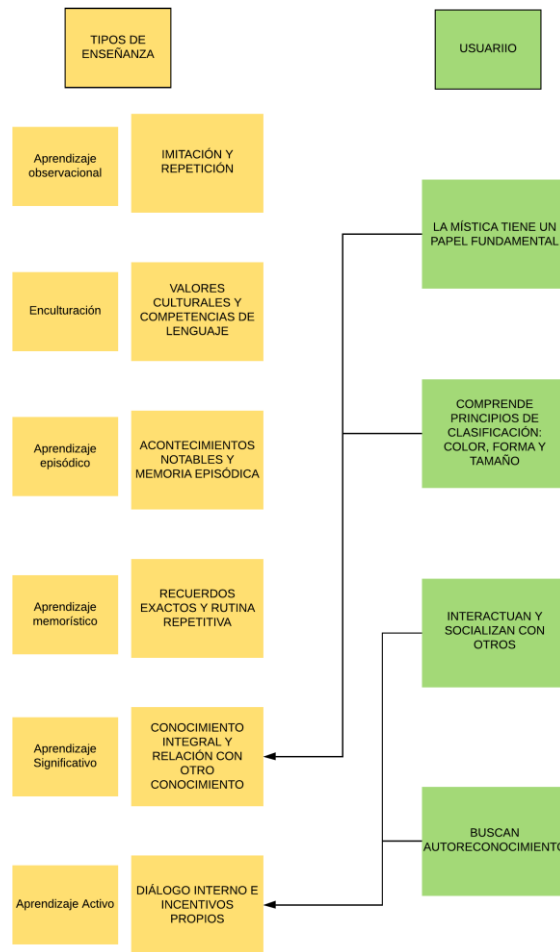 TIPOS DE
ENSEÑANZA
USUARIIO
Aprendizaje
observacional
IMITACIÓN Y
REPETICIÓN
LA MÍSTICA TIENE UN
PAPEL FUNDAMENTAL
Enculturación
VALORES
CULTURALES Y
COMPETENCIAS DE
LENGUAJE
COMPRENDE
PRINCIPIOS DE
CLASIFICACIÓN:
COLOR, FORMA Y
TAMAÑO
Aprendizaje
episódico
ACONTECIMIENTOS
NOTABLES Y
MEMORIA EPISÓDICA
Aprendizaje
memorístico
RECUERDOS
EXACTOS Y RUTINA
REPETITIVA
INTERACTUAN Y
SOCIALIZAN CON
OTROS
Aprendizaje
Significativo
CONOCIMIENTO
INTEGRAL Y
RELACIÓN CON
OTRO
CONOCIMIENTO
BUSCAN
AUTORECONOCIMIENTO
Aprendizaje Activo
DIÁLOGO INTERNO E
INCENTIVOS
PROPIOS